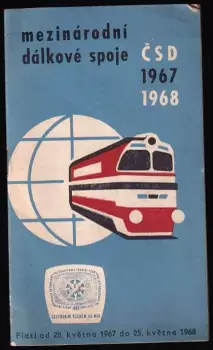 mezinárodní
dálkové spoje ČSD
1967
1968
Platí od 28. května 1967 do 25. května 1968